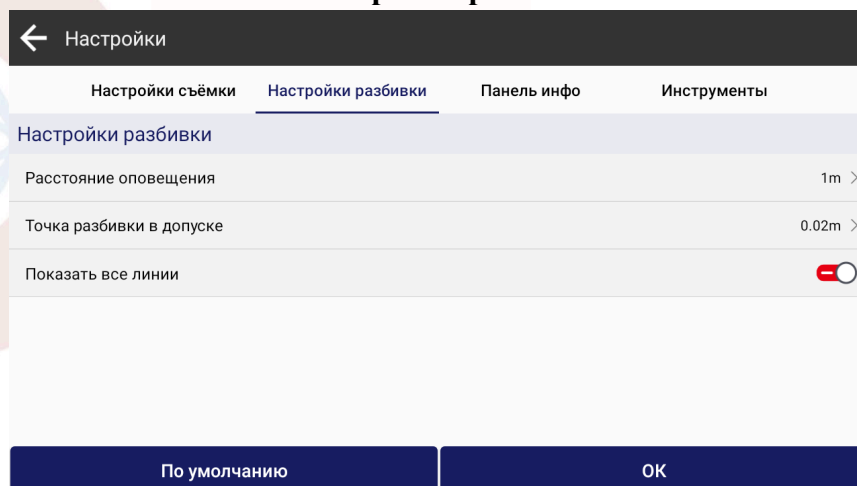 Настройки
Настройки съёмки Настройки разбивки Панель инфо Инструменты
Настройки разбивки
Расстояние оповещения 1m
Точка разбивки в допуске 0.02m
Показать все линии
По умолчанию ОК